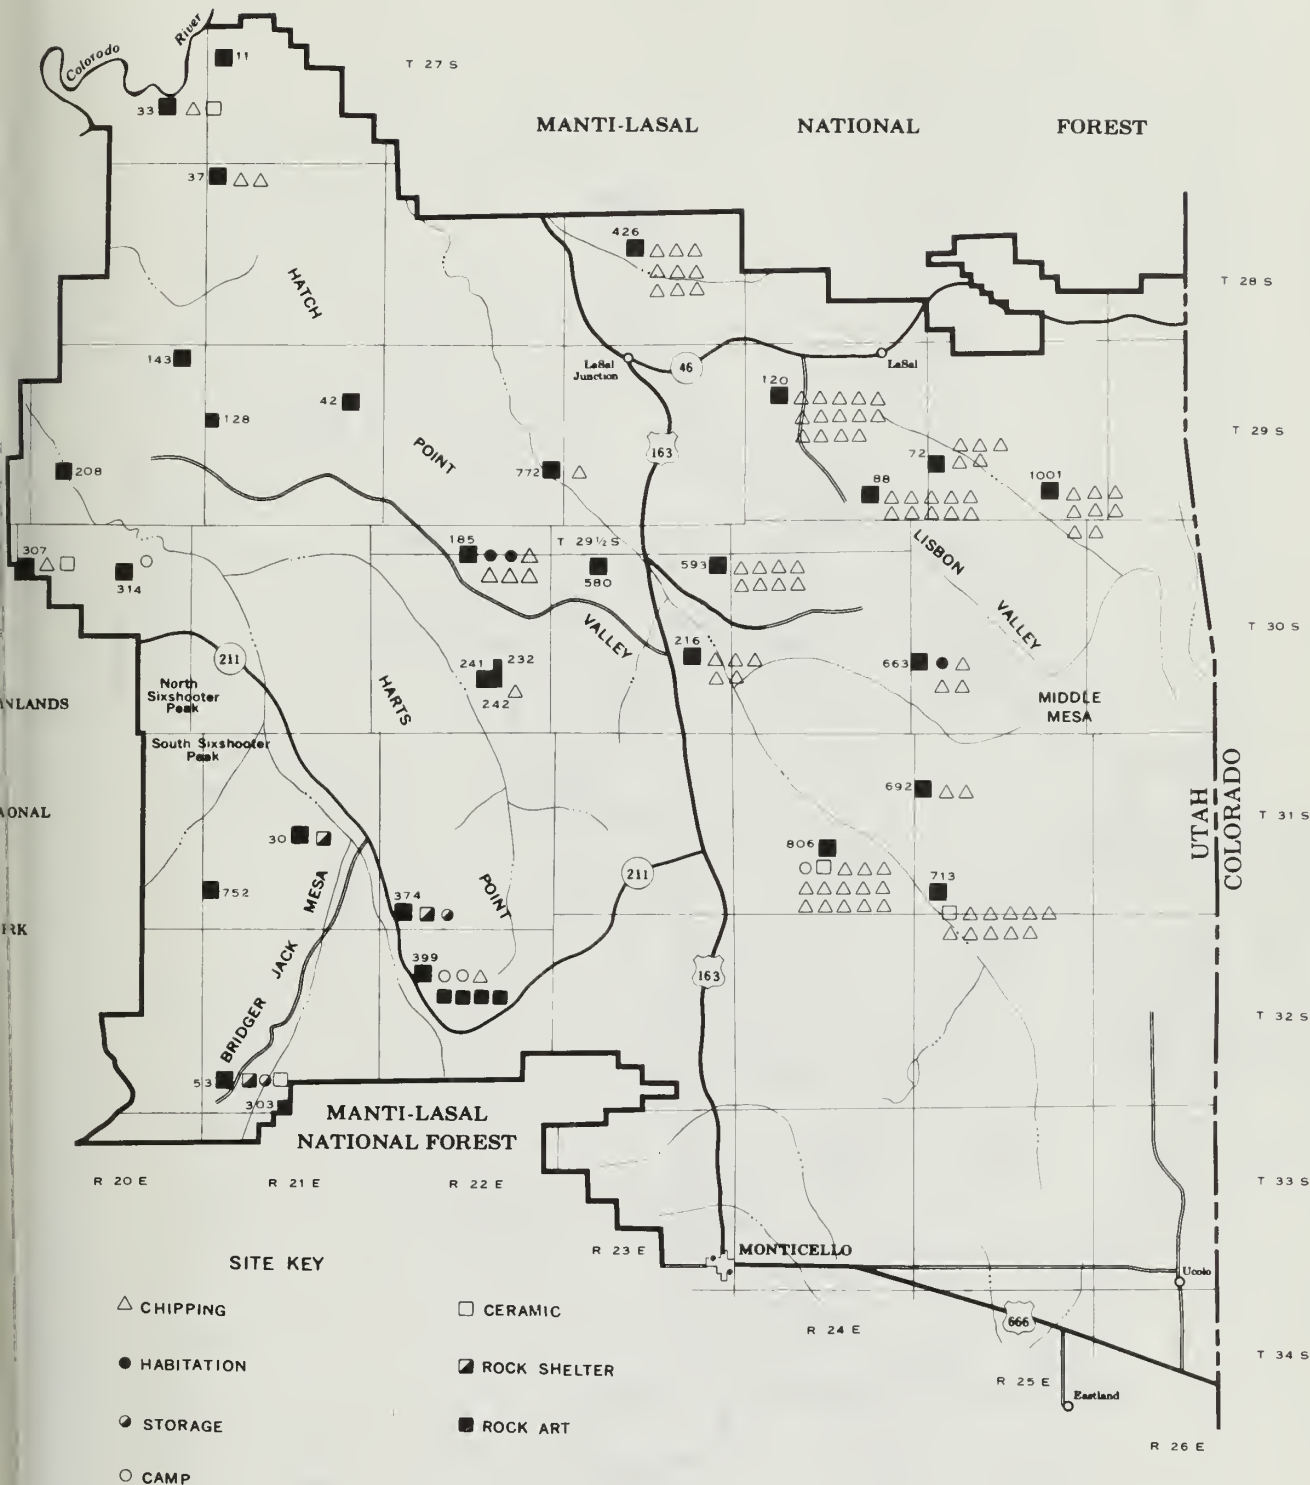 Colorodo
River
11
T 27 S
33
MANTI-LASAL NATIONAL FOREST
37
426
HATCH
T 28 S
143
LaSal
Junction
46
LaSal
42
120
128
POINT
163
T 29 S
208
772
72
88
1001
307
185
T 29½ S
593
LISBON
314
580
VALLEY
VALLEY
T 30 S
211
216
241
232
663
North
Sixshooter
Peak
HARTS
242
MIDDLE
MESA
NLANDS
South Sixshooter
Peak
692
UTAH
COLORADO
ONAL
T 31 S
30
806
211
752
MESA
374
POINT
713
RK
JACK
399
163
BRIDGER
T 32 S
53
303
MANTI-LASAL
NATIONAL FOREST
R 20 E
R 21 E
R 22 E
T 33 S
R 23 E
MONTICELLO
SITE KEY
Ucolo
CHIPPING
CERAMIC
666
R 24 E
HABITATION
ROCK SHELTER
T 34 S
R 25 E
Eastland
STORAGE
ROCK ART
R 26 E
CAMP